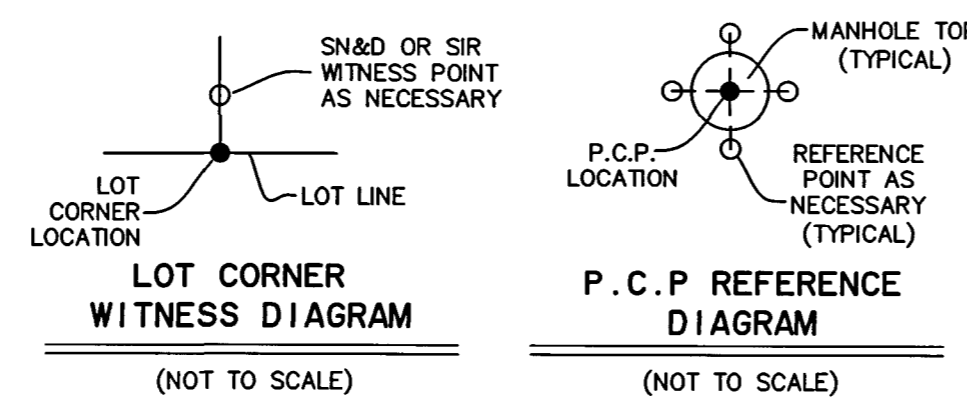 SN&D OR SIR
WITNESS POINT
AS NECESSARY
LOT
CORNER
LOCATION
LOT LINE
LOT CORNER
WITNESS DIAGRAM
(NOT TO SCALE)
MANHOLE TOP
(TYPICAL)
P.C.P.
LOCATION
REFERENCE
POINT AS
NECESSARY
(TYPICAL)
P.C.P REFERENCE
DIAGRAM
(NOT TO SCALE)